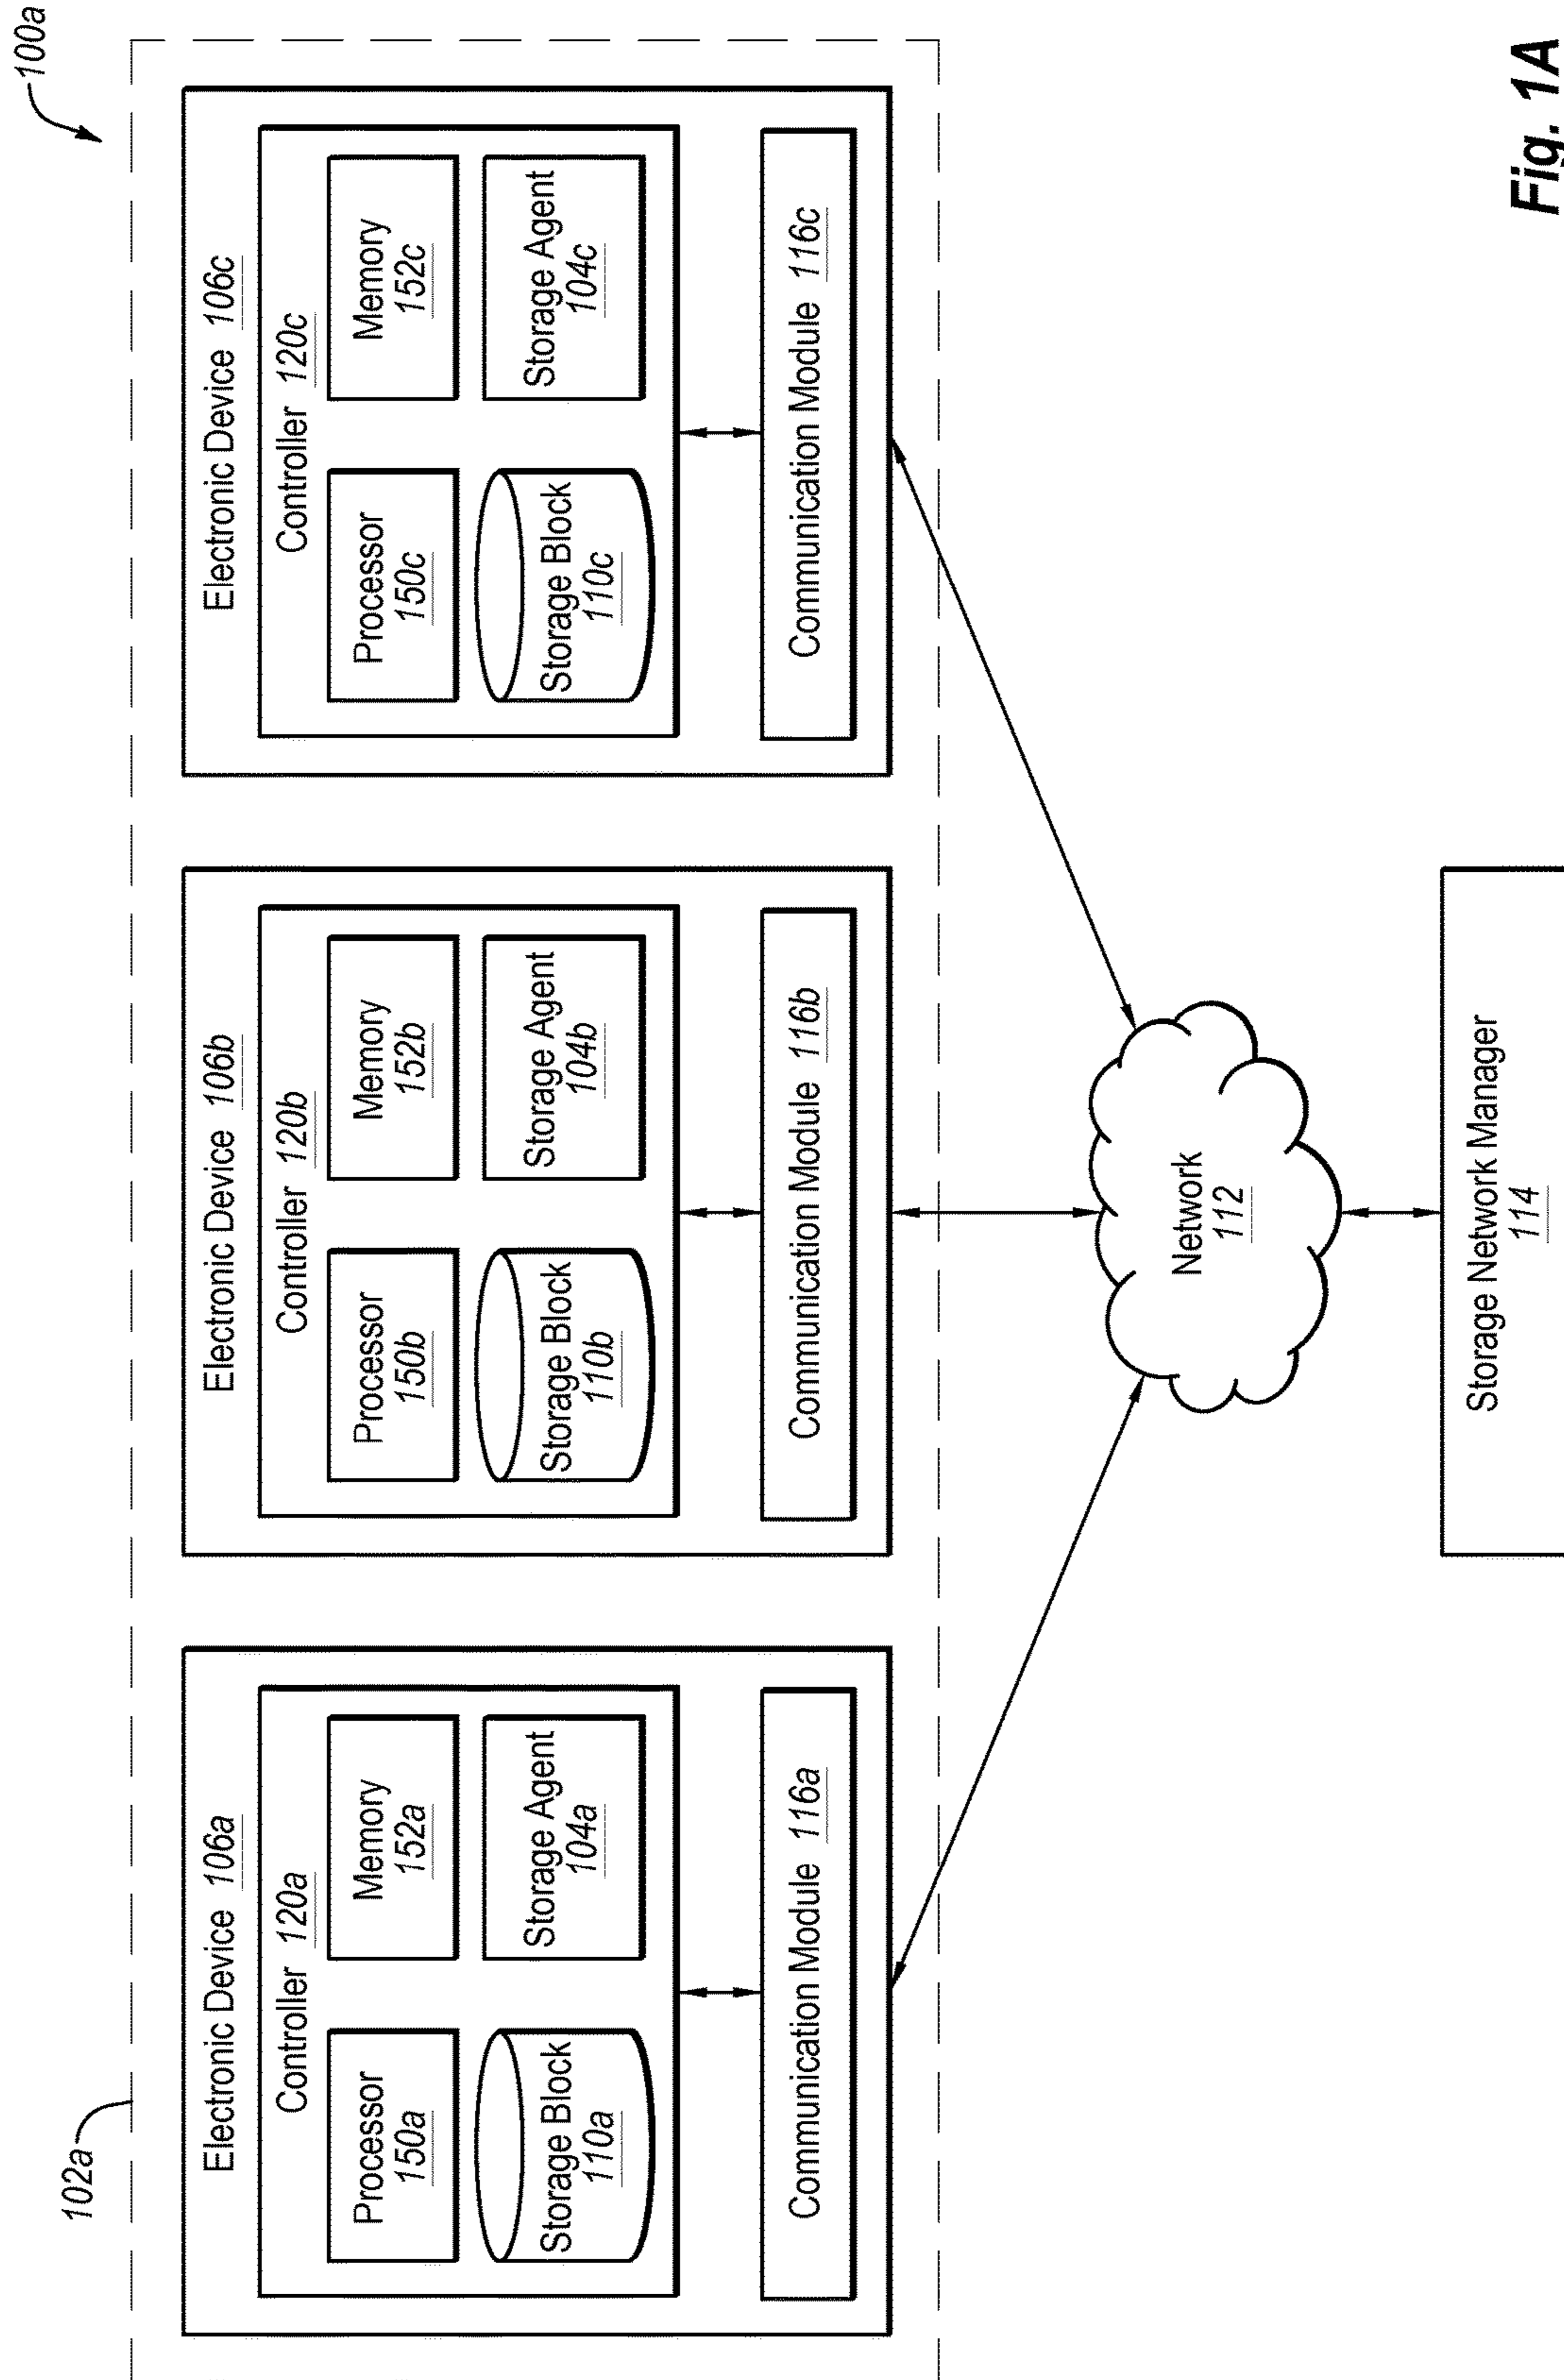 102a
100a
Electronic Device 106a
Controller 120a
Processor
150a
Memory
152a
Storage Block
110a
Storage Agent
104a
Communication Module 116a
Electronic Device 106b
Controller 120b
Processor
150b
Memory
152b
Storage Block
110b
Storage Agent
104b
Communication Module 116b
Electronic Device 106c
Controller 120c
Processor
150c
Memory
152c
Storage Block
110c
Storage Agent
104c
Communication Module 116c
Network
112
Storage Network Manager
114
Fig. 1A